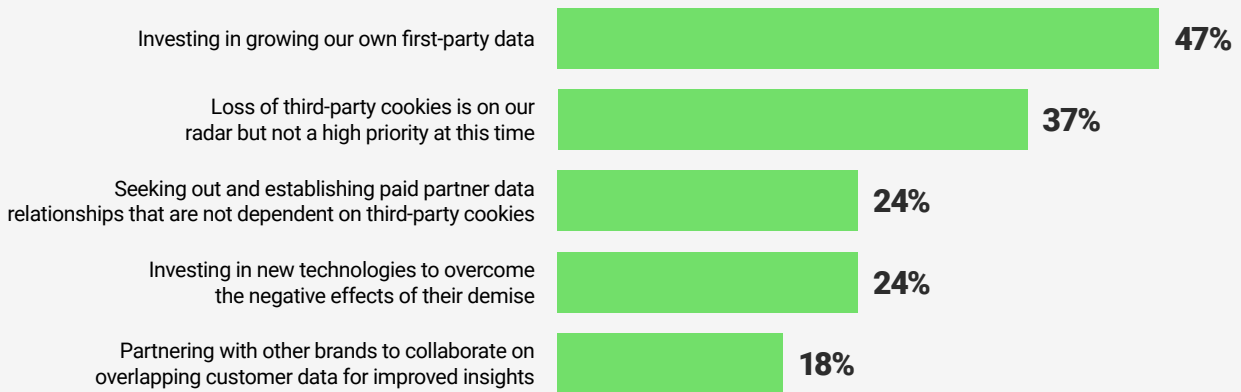 Investing in growing our own first-party data
47%
Loss of third-party cookies is on our
radar but not a high priority at this time
37%
Seeking out and establishing paid partner data
relationships that are not dependent on third-party cookies
24%
Investing in new technologies to overcome
the negative effects of their demise
24%
Partnering with other brands to collaborate on
overlapping customer data for improved insights
18%